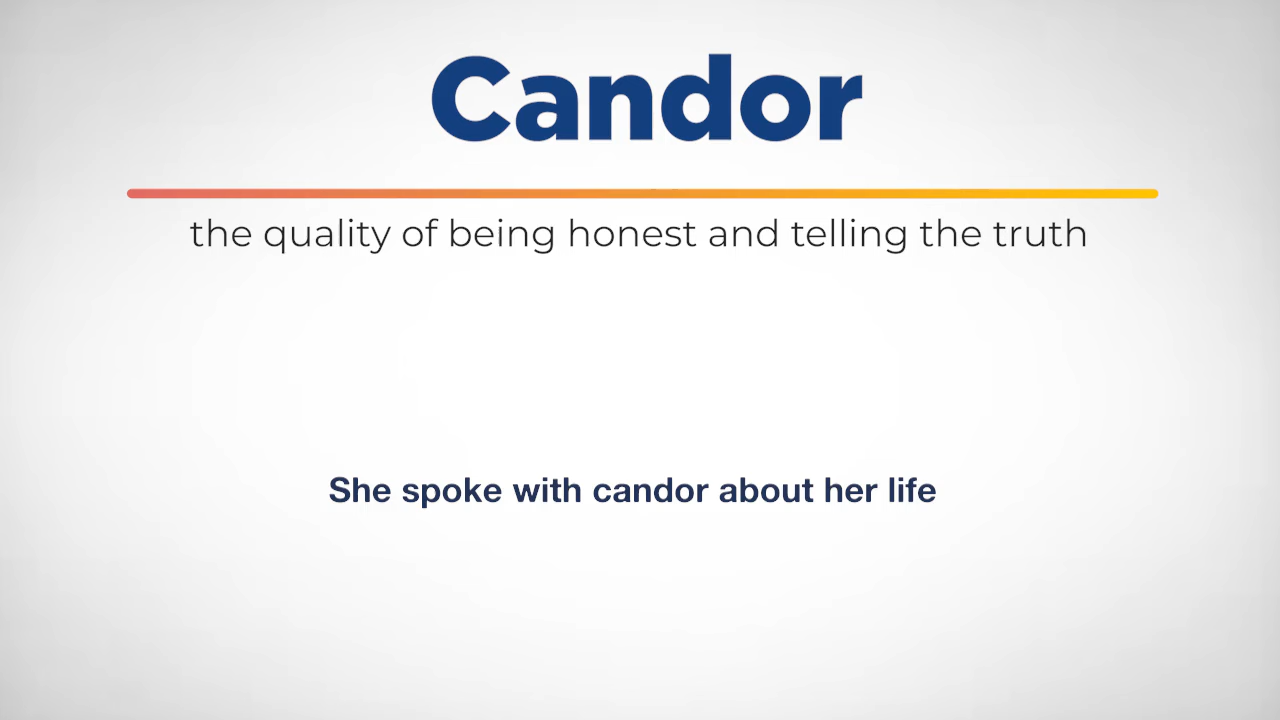 Candor
the quality of being honest and telling the truth
She spoke with candor about her life